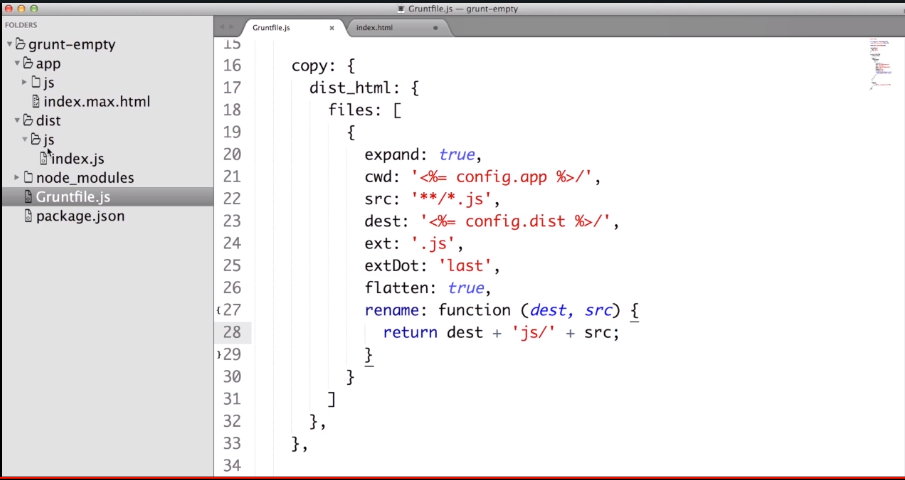 Gruntfile.js — grunt-empty
FOLDERS
grunt-empty
app
js
index.max.html
dist
js
index.js
node_modules
Gruntfile.js
package.json
Gruntfile.js × index.html
15
16 copy: {
17 dist_html: {
18 files: [
19 {
20 expand: true,
21 cwd: '<%= config.app %>/',
22 src: '**/*.js',
23 dest: '<%= config.dist %>/',
24 ext: '.js',
25 extDot: 'last',
26 flatten: true,
27 rename: function (dest, src) {
28 return dest + 'js/' + src;
29 }
30 }
31 ]
32 },
33 },
34